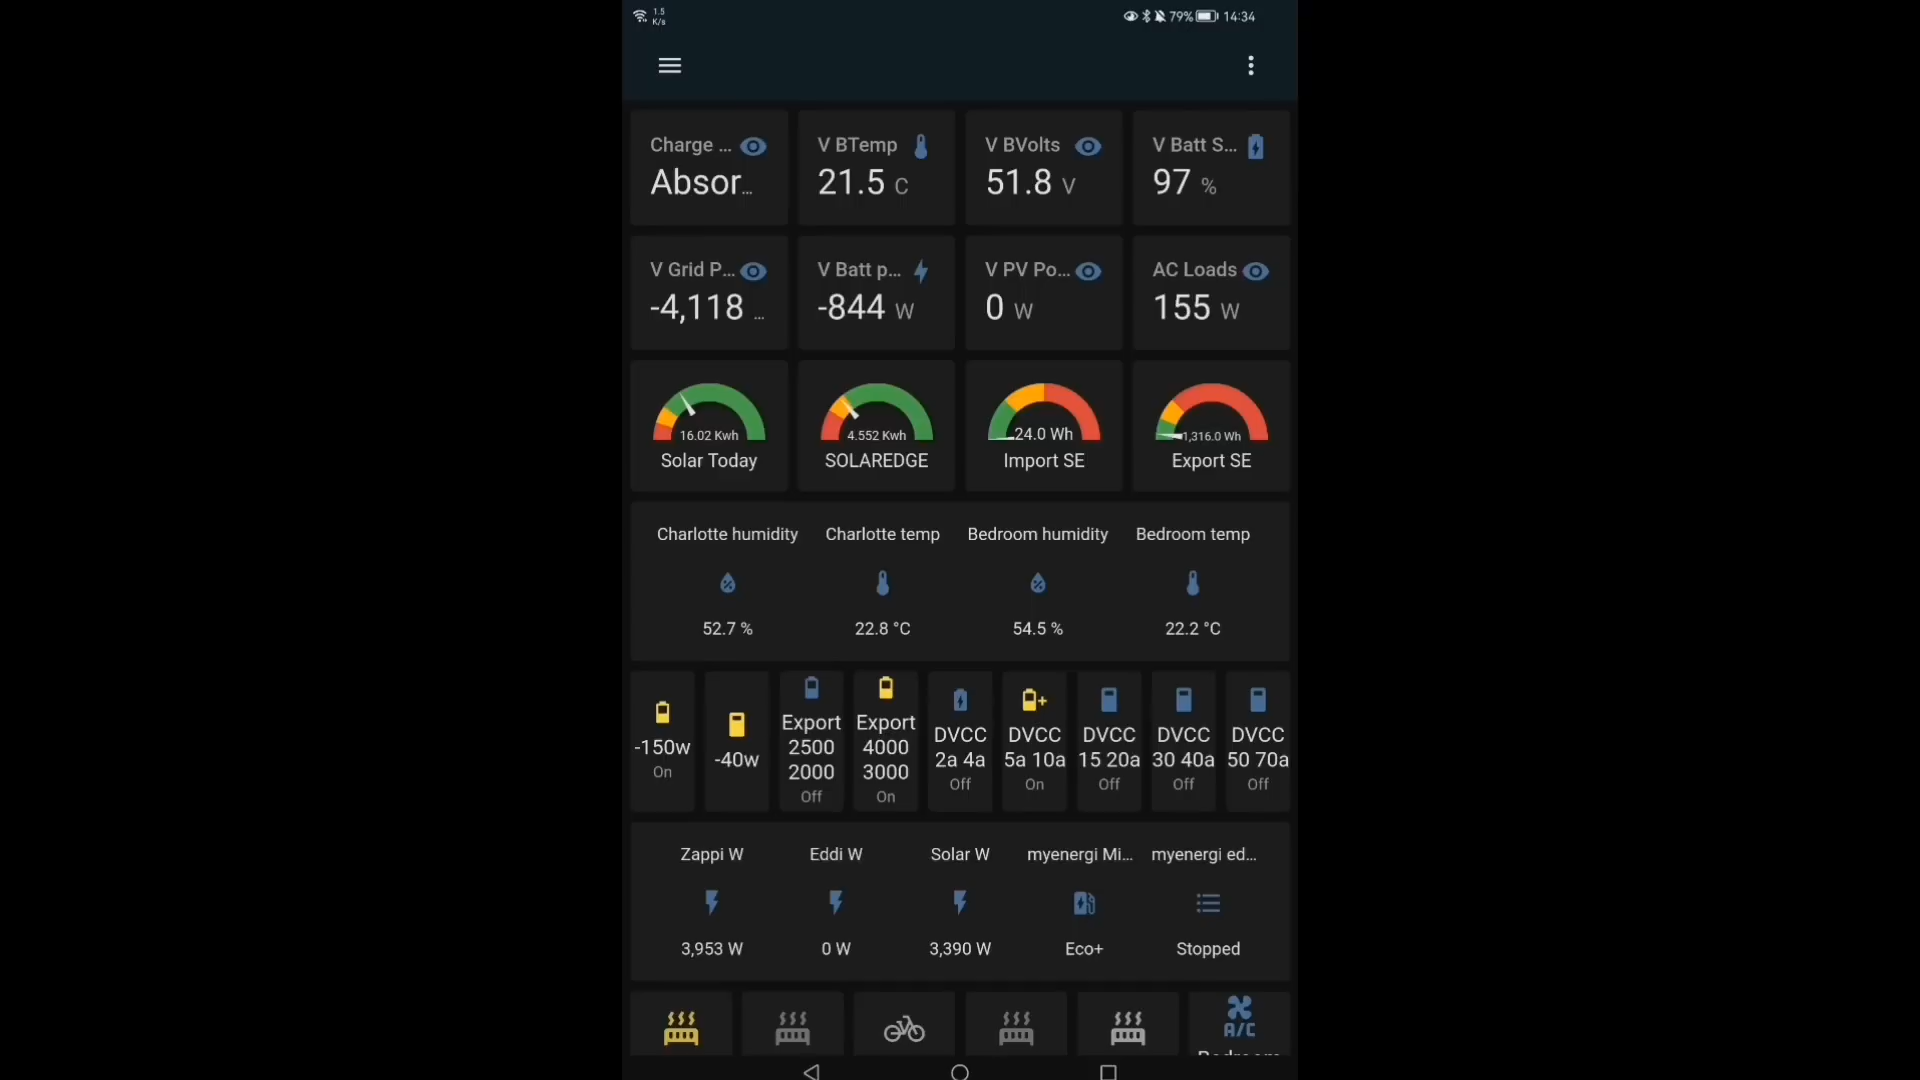 1.5
K/s
79% 14:34
Charge ... V BTemp V BVolts V Batt S...
Absor... 21.5 C 51.8 V 97 %
V Grid P... V Batt p... V PV Po... AC Loads
-4,118 ... -844 W 0 W 155 W
16.02 Kwh 4.552 Kwh 24.0 Wh 1,316.0 Wh
Solar Today SOLAREDGE Import SE Export SE
Charlotte humidity Charlotte temp Bedroom humidity Bedroom temp
52.7 % 22.8 °C 54.5 % 22.2 °C
-150w
On
-40w
Export
2500
2000
Off
Export
4000
3000
On
DVCC
2a 4a
Off
DVCC
5a 10a
On
DVCC
15 20a
Off
DVCC
30 40a
Off
DVCC
50 70a
Off
Zappi W Eddi W Solar W myenergi Mi... myenergi ed...
3,953 W 0 W 3,390 W Eco+ Stopped
A/C
Bedroom